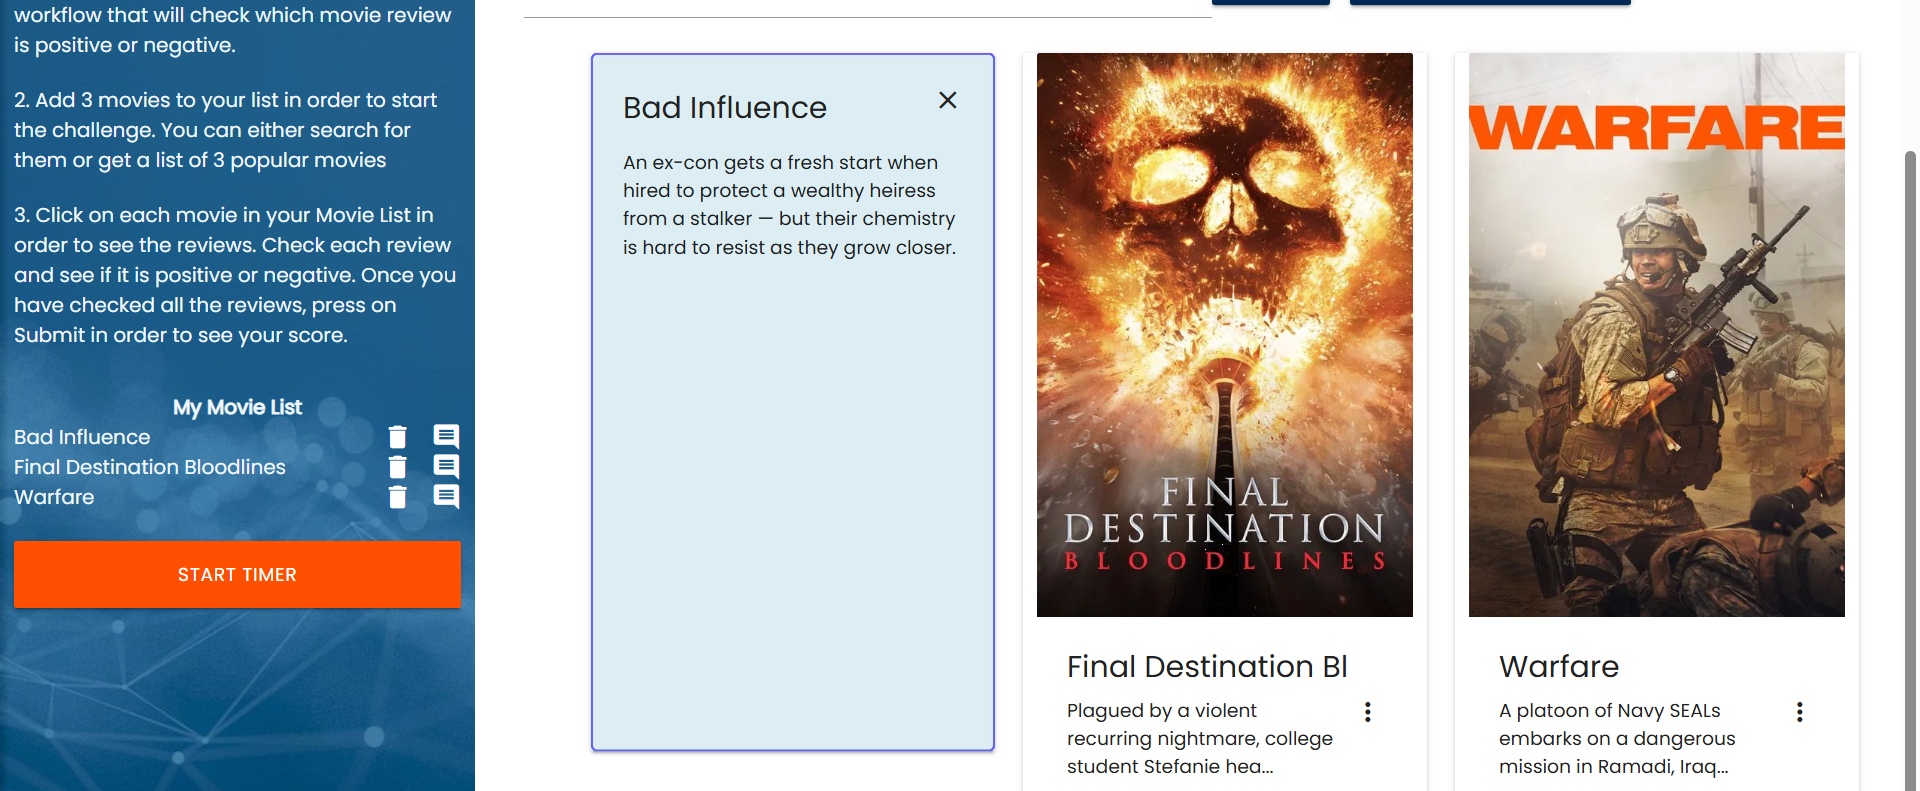 workflow that will check which movie review
is positive or negative.
2. Add 3 movies to your list in order to start
the challenge. You can either search for
them or get a list of 3 popular movies
3. Click on each movie in your Movie List in
order to see the reviews. Check each review
and see if it is positive or negative. Once you
have checked all the reviews, press on
Submit in order to see your score.
My Movie List
Bad Influence
Final Destination Bloodlines
Warfare
START TIMER
Bad Influence
An ex-con gets a fresh start when
hired to protect a wealthy heiress
from a stalker — but their chemistry
is hard to resist as they grow closer.
FINAL
DESTINATION
BLOODLINES
Final Destination Bl
Plagued by a violent
recurring nightmare, college
student Stefanie hea...
WARFARE
Warfare
A platoon of Navy SEALs
embarks on a dangerous
mission in Ramadi, Iraq...